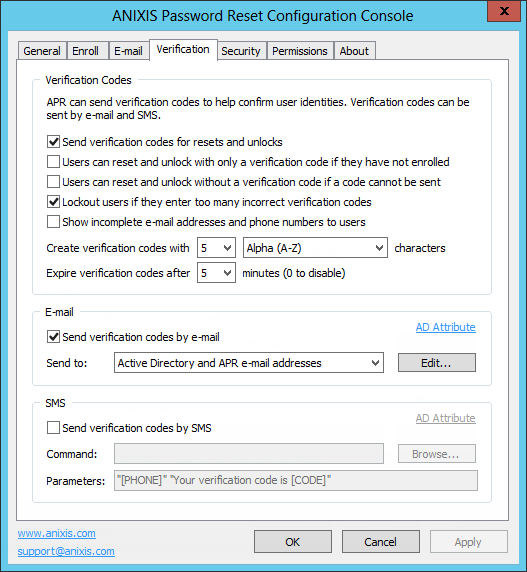 ANIXIS Password Reset Configuration Console
x
General Enroll E-mail Verification Security Permissions About
Verification Codes
APR can send verification codes to help confirm user identities. Verification codes can be
sent by e-mail and SMS.
Send verification codes for resets and unlocks
Users can reset and unlock with only a verification code if they have not enrolled
Users can reset and unlock without a verification code if a code cannot be sent
Lockout users if they enter too many incorrect verification codes
Show incomplete e-mail addresses and phone numbers to users
Create verification codes with 5 Alpha (A-Z) characters
Expire verification codes after 5 minutes (0 to disable)
E-mail
AD Attribute
Send verification codes by e-mail
Send to: Active Directory and APR e-mail addresses Edit...
SMS
AD Attribute
Send verification codes by SMS
Command: Browse...
Parameters: "[PHONE]" "Your verification code is [CODE]"
www.anixis.com
support@anixis.com
OK Cancel Apply